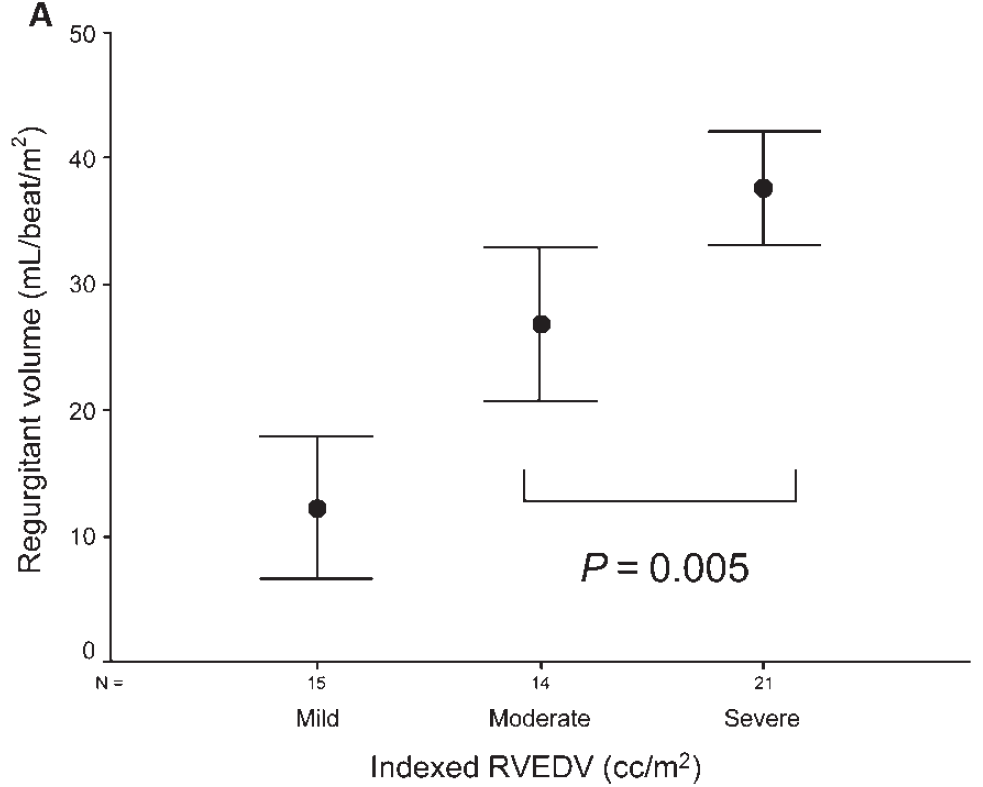 A
50
40
30
20
10
0
Regurgitant volume (mL/beat/m²)
P = 0.005
N = 15 14 21
Mild Moderate Severe
Indexed RVEDV (cc/m²)